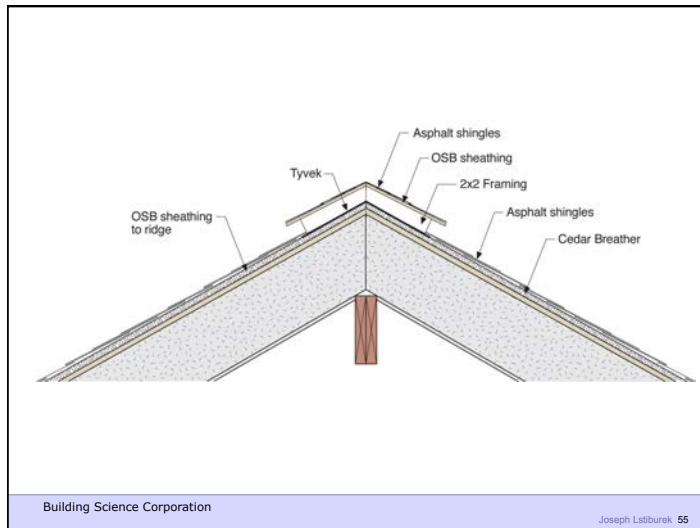 Asphalt shingles
OSB sheathing
Tyvek
2x2 Framing
OSB sheathing
to ridge
Asphalt shingles
Cedar Breather
Building Science Corporation
Joseph Lstiburek 55